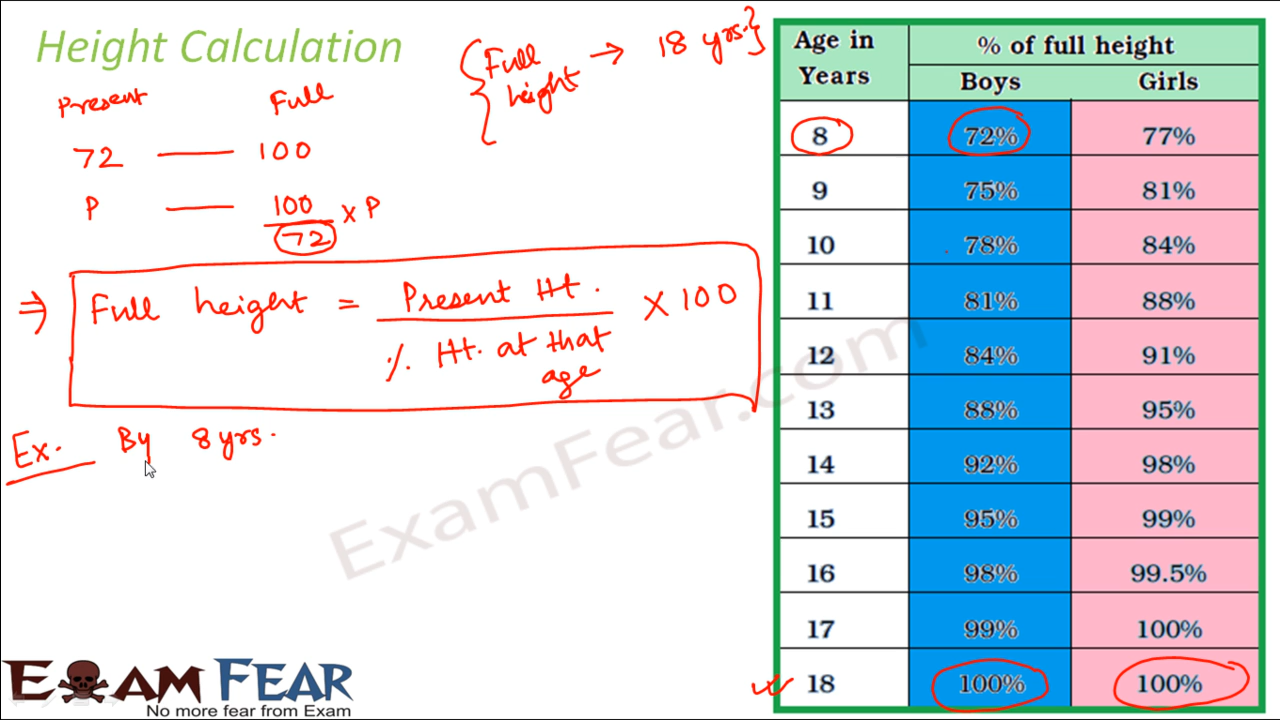 Height Calculation
{Full height → 18 yrs.}
Present Full
72 — 100
P — 100/72 x P
⇒ Full height = Present Ht. / % Ht. at that age X 100
Ex. By 8 yrs.
Age in Years % of full height
Boys Girls
8 72% 77%
9 75% 81%
10 78% 84%
11 81% 88%
12 84% 91%
13 88% 95%
14 92% 98%
15 95% 99%
16 98% 99.5%
17 99% 100%
18 100% 100%
ExamFear.com
EXAM FEAR
No more fear from Exam